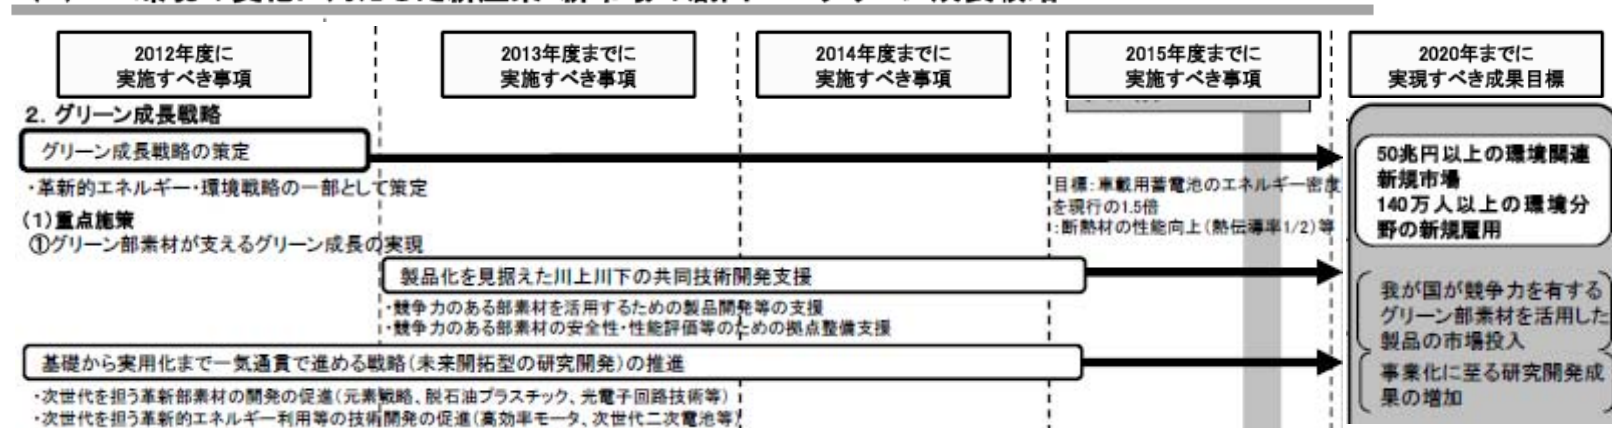 2012年度に
実施すべき事項
2013年度までに
実施すべき事項
2014年度までに
実施すべき事項
2015年度までに
実施すべき事項
2020年までに
実現すべき成果目標
2．グリーン成長戦略
グリーン成長戦略の策定
・革新的エネルギー・環境戦略の一部として策定
(1)重点施策
①グリーン部素材が支えるグリーン成長の実現
目標：車載用蓄電池のエネルギー密度
を現行の1.5倍
：断熱材の性能向上(熱伝導率1/2)等
50兆円以上の環境関連
新規市場
140万人以上の環境分
野の新規雇用
製品化を見据えた川上川下の共同技術開発支援
・競争力のある部素材を活用するための製品開発等の支援
・競争力のある部素材の安全性・性能評価等のための拠点整備支援
我が国が競争力を有する
グリーン部素材を活用した
製品の市場投入
基礎から実用化まで一気通貫で進める戦略(未来開拓型の研究開発)の推進
・次世代を担う革新部素材の開発の促進(元素戦略、脱石油プラスチック、光電子回路技術等)
・次世代を担う革新的エネルギー利用等の技術開発の促進(高効率モータ、次世代二次電池等)
事業化に至る研究開発成
果の増加